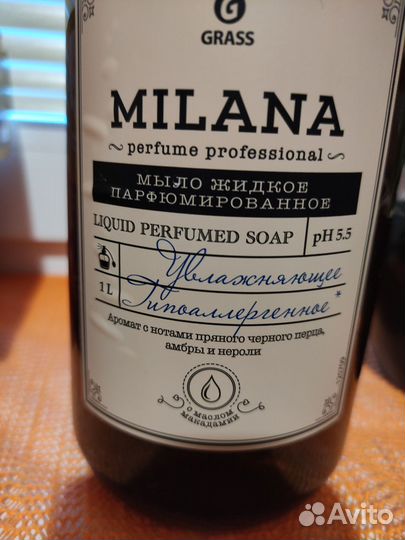 GRASS
MILANA
perfume professional
МЫЛО ЖИДКОЕ
ПАРФЮМИРОВАННОЕ
LIQUID PERFUMED SOAP pH 5.5
Увлажняющее
1 L Гипоаллергенное *
Аромат с нотами пряного черного перца,
амбры и нероли
с маслом
макадамии
Avito